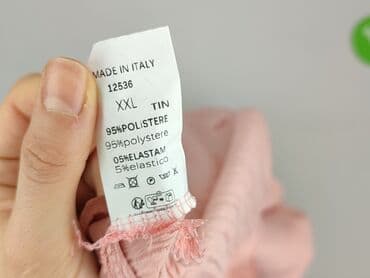 MADE IN ITALY
12536
XXL TIN
95%POLISTERE
95%polystere
05%ELASTAM
5%elastico